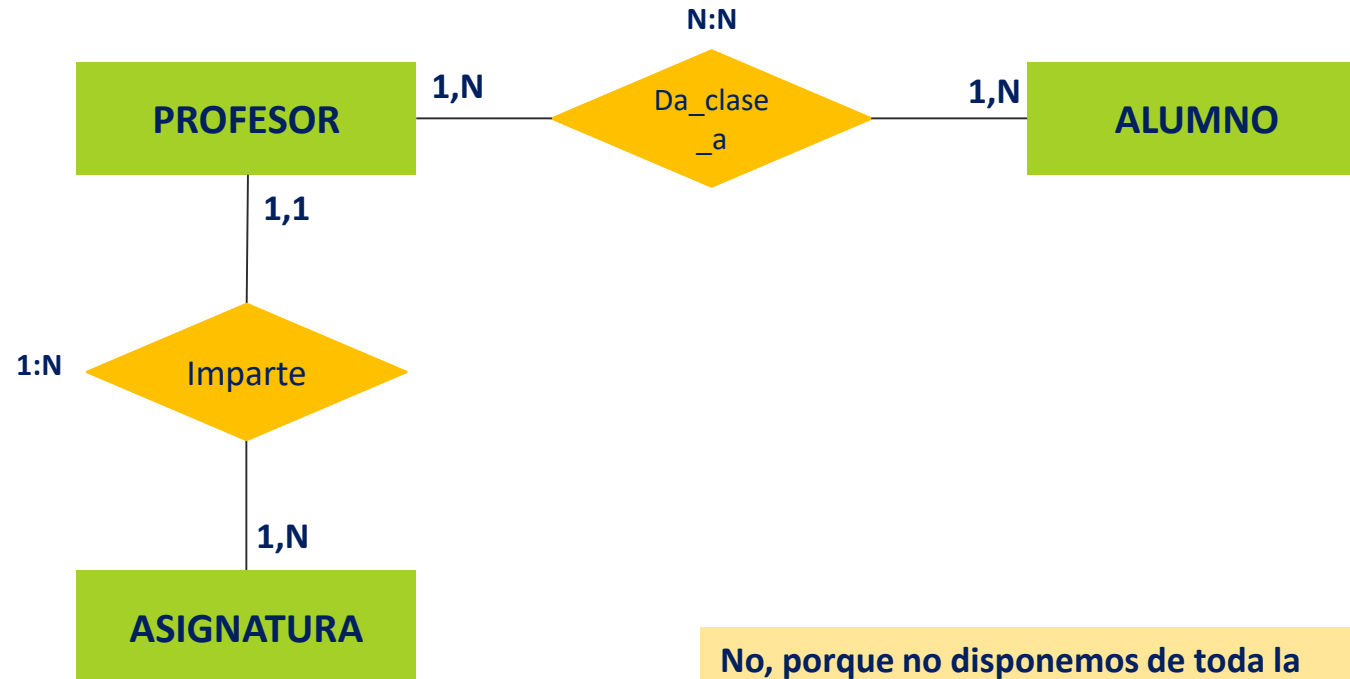 N:N
PROFESOR
1,N
Da_clase
_a
1,N
ALUMNO
1,1
1:N
Imparte
1,N
ASIGNATURA
No, porque no disponemos de toda la